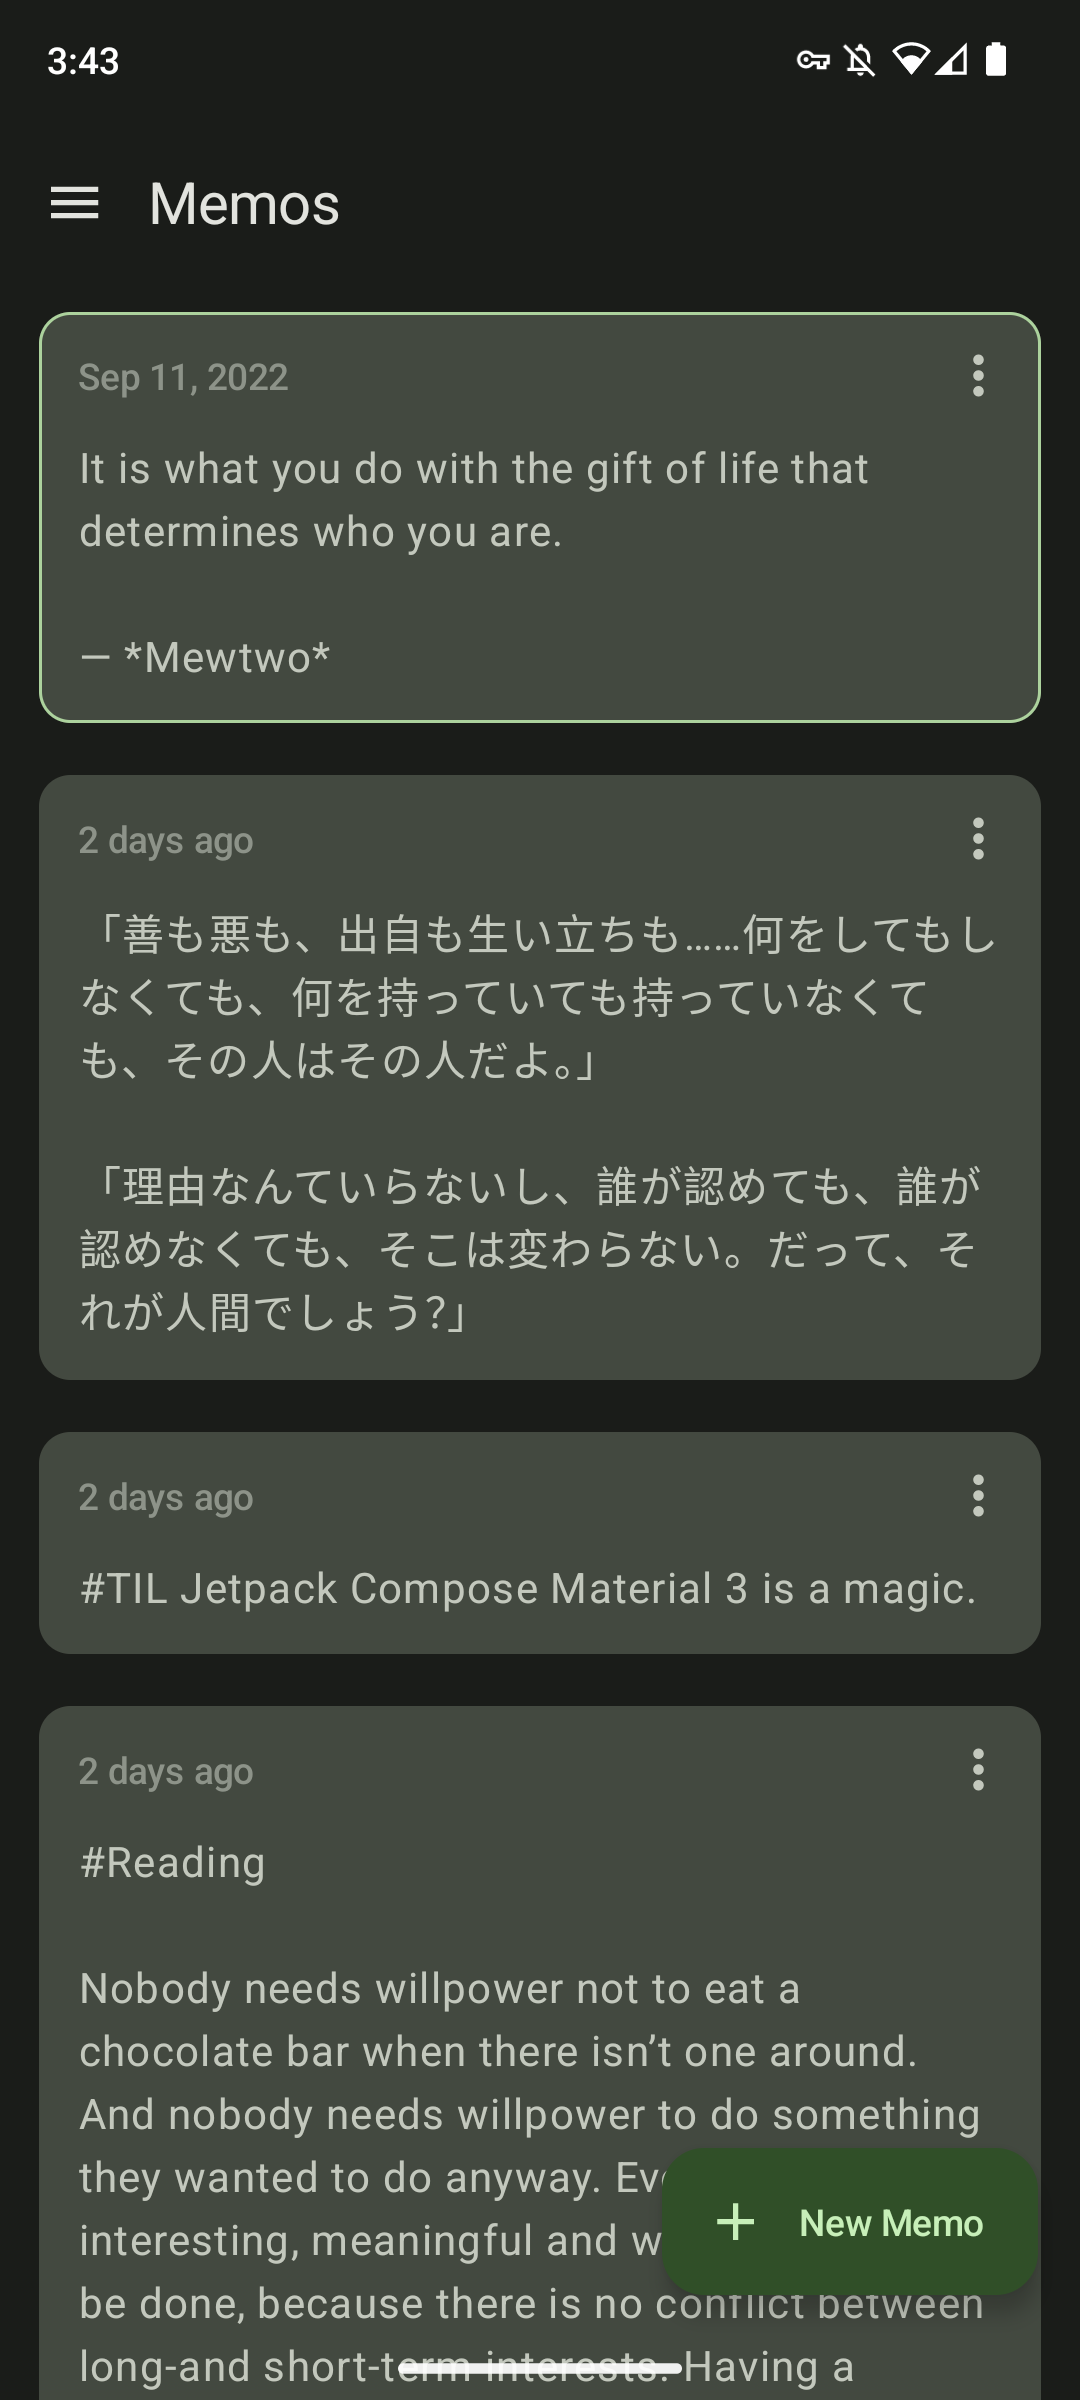 3:43
Memos
Sep 11, 2022
It is what you do with the gift of life that
determines who you are.
— *Mewtwo*
2 days ago
「善も悪も、出自も生い立ちも……何をしてもし
なくても、何を持っていても持っていなくて
も、その人はその人だよ。」
「理由なんていらないし、誰が認めても、誰が
認めなくても、そこは変わらない。だって、そ
れが人間でしょう？」
2 days ago
#TIL Jetpack Compose Material 3 is a magic.
2 days ago
#Reading
Nobody needs willpower not to eat a
chocolate bar when there isn’t one around.
And nobody needs willpower to do something
they wanted to do anyway.
interesting, meaningful and
New Memo
be done, because there is no conflict between
long-and short-term interests. Having a